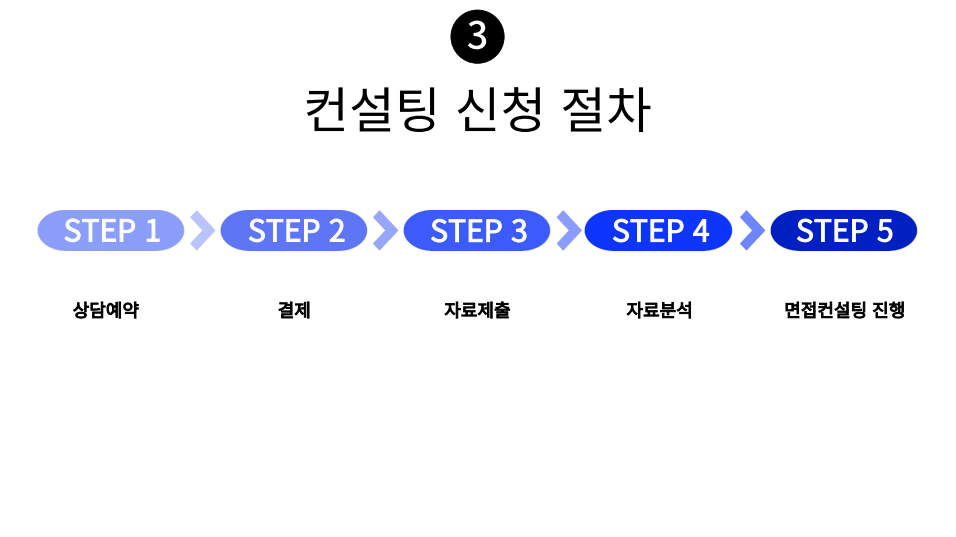 3
컨설팅 신청 절차
STEP 1
STEP 2
STEP 3
STEP 4
STEP 5
상담예약
결제
자료제출
자료분석
면접컨설팅 진행